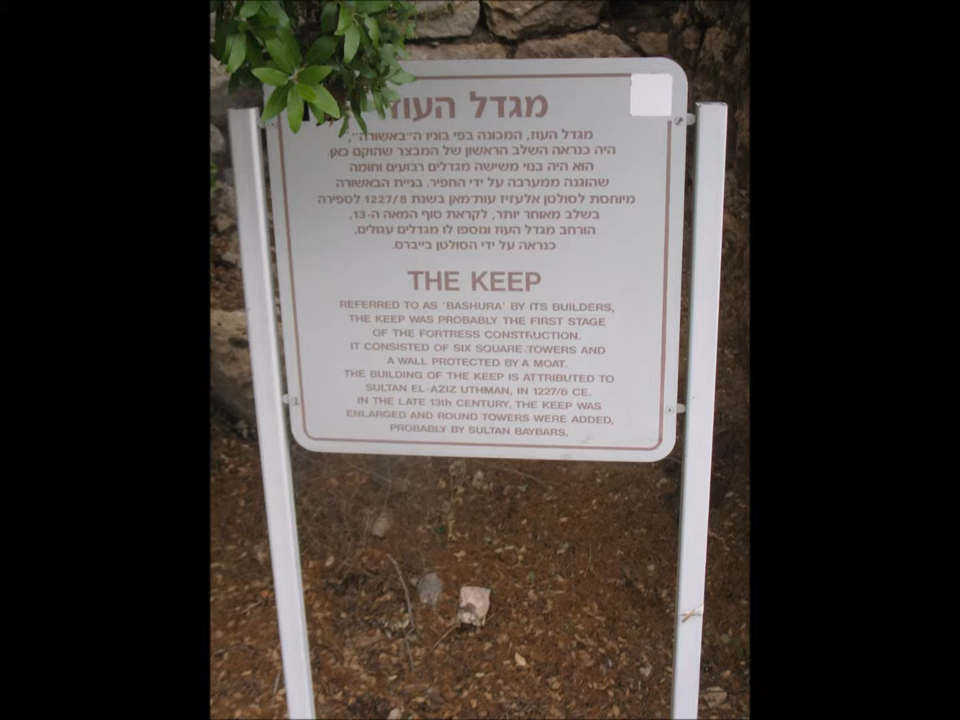 מגדל העוז
מגדל העוז, המכונה בפי בוניו ה"באשורה",
היה כנראה השלב הראשון של המבצר שהוקם כאן.
הוא היה בנוי משישה מגדלים רבועים וחומה
שהוגנה ממערבה על ידי החפיר. בניית הבאשורה
מיוחסת לסולטן אלעזיז עות'מאן בשנת 1227/8 לספירה
בשלב מאוחר יותר, לקראת סוף המאה ה-13,
הורחב מגדל העוז ונוספו לו מגדלים עגולים,
כנראה על ידי הסולטן בייברס.
THE KEEP
REFERRED TO AS 'BASHURA' BY ITS BUILDERS,
THE KEEP WAS PROBABLY THE FIRST STAGE
OF THE FORTRESS CONSTRUCTION.
IT CONSISTED OF SIX SQUARE TOWERS AND
A WALL PROTECTED BY A MOAT.
THE BUILDING OF THE KEEP IS ATTRIBUTED TO
SULTAN EL-AZIZ UTHMAN, IN 1227/8 CE.
IN THE LATE 13th CENTURY, THE KEEP WAS
ENLARGED AND ROUND TOWERS WERE ADDED,
PROBABLY BY SULTAN BAYBARS.